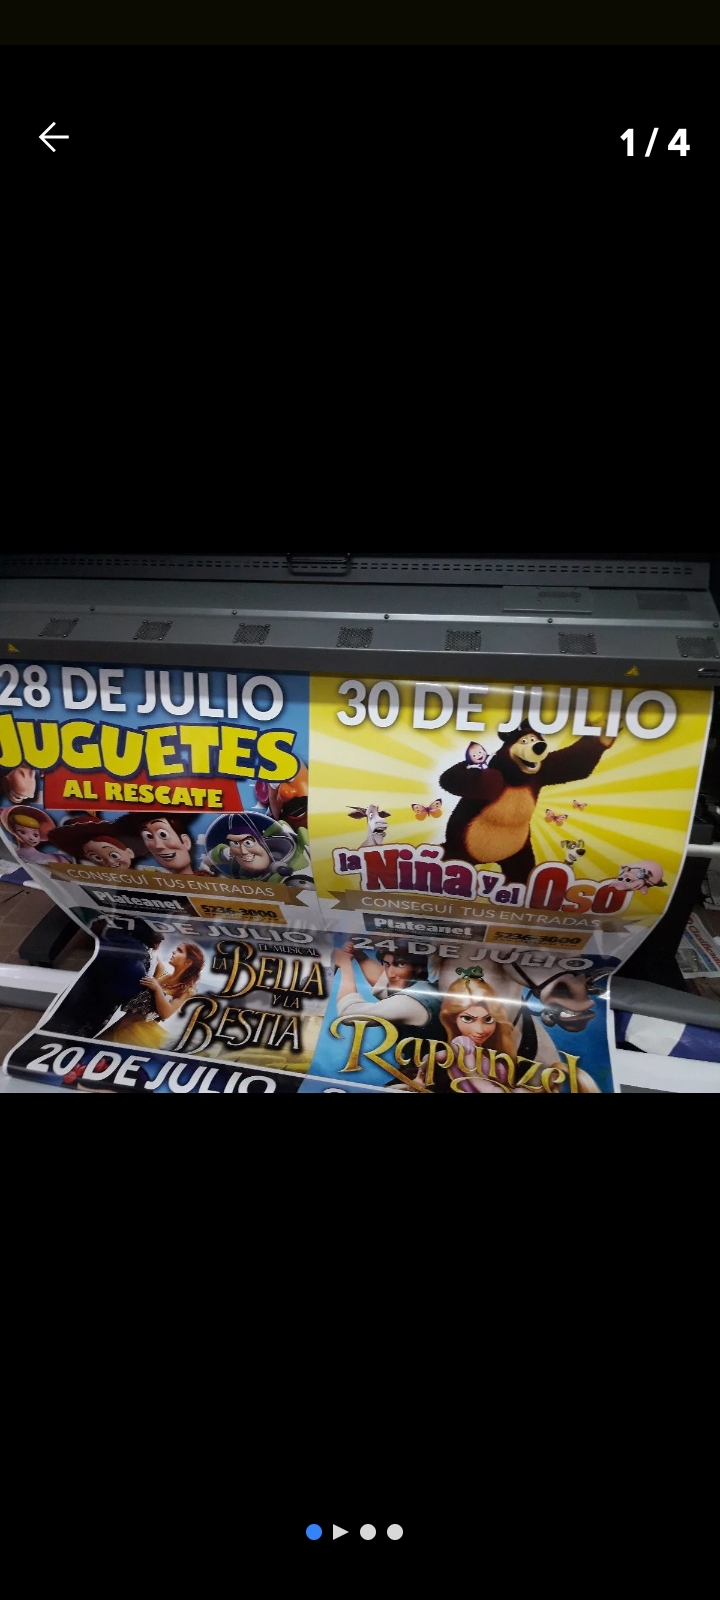 1 / 4
28 DE JULIO
JUGUETES
AL RESCATE
CONSEGUÍ TUS ENTRADAS
Plateanet
5236-3000
30 DE JULIO
la Niña y el Oso
CONSEGUÍ TUS ENTRADAS
Plateanet
5236-3000
17 DE JULIO
EL MUSICAL
LA BELLA
Y LA
BESTIA
24 DE JULIO
Rapunzel
20 DE JULIO